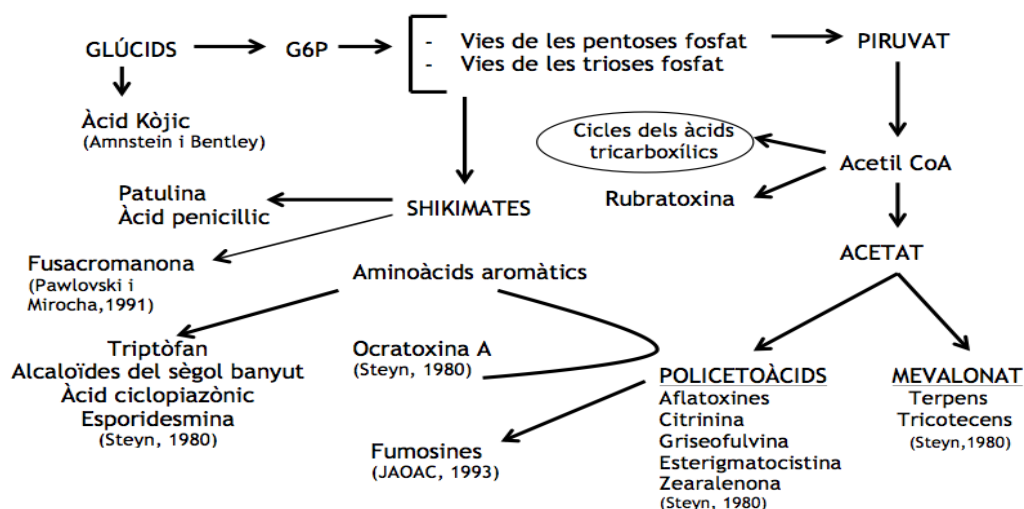 GLÚCIDS
G6P
- Vies de les pentoses fosfat
- Vies de les trioses fosfat
PIRUVAT
Àcid Kòjic
(Amnstein i Bentley)
Cicles dels àcids
tricarboxílics
Acetil CoA
Rubratoxina
Patulina
Àcid penicillic
SHIKIMATES
ACETAT
Fusacromanona
(Pawlovski i
Mirocha,1991)
Aminoàcids aromàtics
Triptòfan
Alcaloïdes del sègol banyut
Àcid ciclopiazònic
Esporidesmina
(Steyn, 1980)
Ocratoxina A
(Steyn, 1980)
Fumosines
(JAOAC, 1993)
POLICETOÀCIDS
Aflatoxines
Citrinina
Griseofulvina
Esterigmatocistina
Zearalenona
(Steyn, 1980)
MEVALONAT
Terpens
Tricotecens
(Steyn,1980)